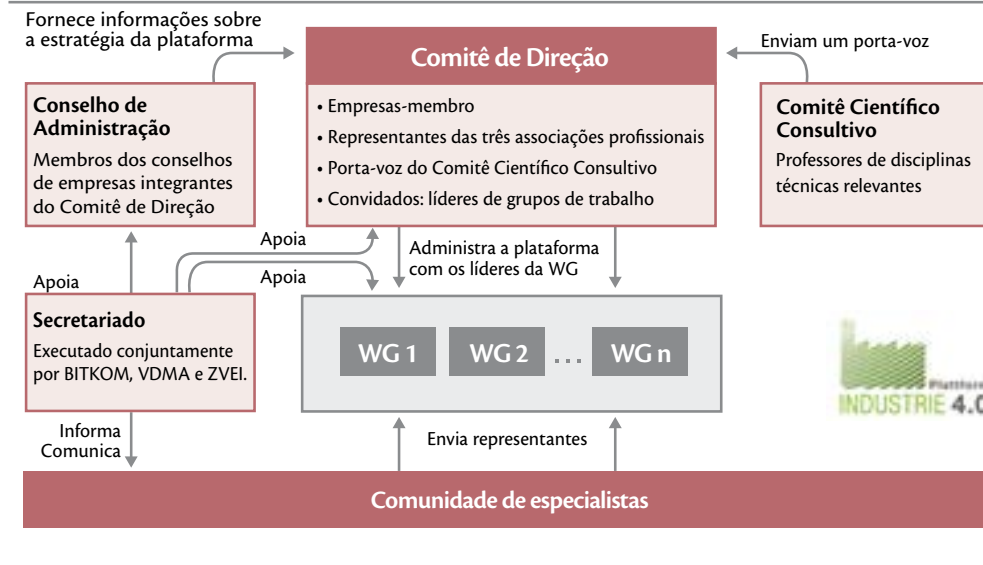 Fornece informações sobre
a estratégia da plataforma
Comitê de Direção
• Empresas-membro
• Representantes das três associações profissionais
• Porta-voz do Comitê Científico Consultivo
• Convidados: líderes de grupos de trabalho
Enviam um porta-voz
Conselho de
Administração
Membros dos conselhos
de empresas integrantes
do Comitê de Direção
Comitê Científico
Consultivo
Professores de disciplinas
técnicas relevantes
Apoia
Apoia
Apoia
Administra a plataforma
com os líderes da WG
Secretariado
Executado conjuntamente
por BITKOM, VDMA e ZVEI.
WG 1
WG 2
...
WG n
Plattform
INDUSTRIE 4.0
Informa
Comunica
Envia representantes
Comunidade de especialistas